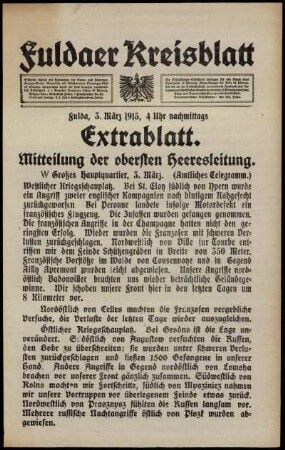 Fuldaer Kreisblatt
Fulda, 3. März 1915, 4 Uhr nachmittags
Extrablatt.
Mitteilung der obersten Heeresleitung.
W Großes Hauptquartier, 3. März. (Amtliches Telegramm.)
Westlicher Kriegsschauplatz. Bei St. Eloy südlich von Ypern wurde
ein Angriff zweier englischer Kompagnien nach blutigem Nahgefecht
zurückgeworfen. Bei Peronne landete infolge Motordefekt ein
französisches Flugzeug. Die Insassen wurden gefangen genommen.
Die französischen Angriffe in der Champagne hatten nicht den ge-
ringsten Erfolg. Wieder wurden die Franzosen mit schweren Ver-
lusten zurückgeworfen. Nordwestlich von Ville sur Tourbe ent-
rissen wir dem Feinde Schützengräben in Breite von 350 Meter.
Französische Vorstöße im Walde von Consenvoye und in Gegend
Apremont wurden leicht abgewiesen. Unsere Angriffe nord-
östlich Badonviller brachten uns wieder beträchtliche Geländege-
winne. Wir schoben unsere Front hier in den letzten Tagen um
8 Kilometer vor.
Nordöstlich von Celles machten die Franzosen vergebliche
Versuche, die Verluste der letzten Tage wieder auszugleichen.
Östlicher Kriegsschauplatz. Bei Grodno ist die Lage un-
verändert. Südöstlich von Augustow versuchten die Russen,
den Bobr zu überschreiten; sie wurden unter schweren Verlu-
sten zurückgeschlagen und ließen 1500 Gefangene in unserer
Hand. Andere Angriffe in Gegend nordöstlich von Lomsha
brachen vor unserer Front gänzlich zusammen. Südwestlich von
Kolno machten wir Fortschritte, südlich von Myszinicz nahmen
wir unsere Vortruppen vor überlegenem Feinde etwas zurück.
Nordwestlich von Prasznysz fühlten die Russen langsam vor.
Mehrere russische Nachtangriffe östlich von Plozk wurden ab-
gewiesen.